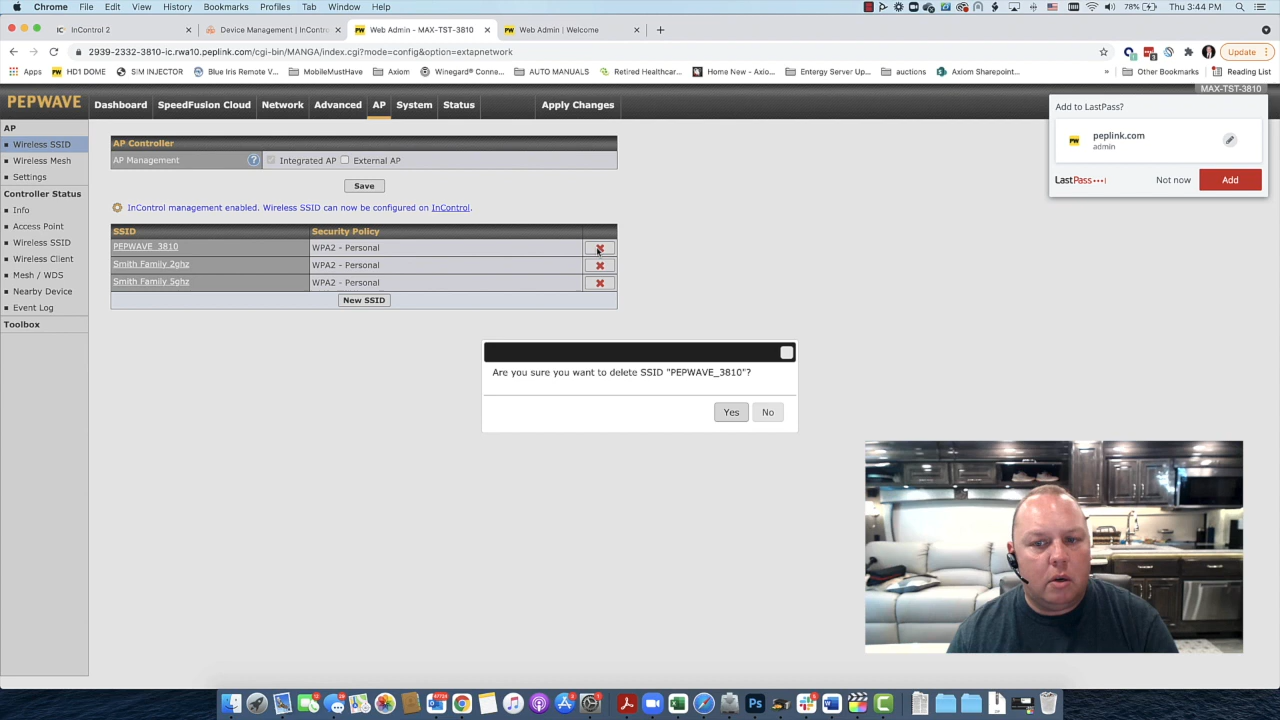 Chrome File Edit View History Bookmarks Profiles Tab Window Help 78% Thu 3:44 PM
InControl 2 Device Management | InContro Web Admin - MAX-TST-3810 Web Admin | Welcome
2939-2332-3810-ic.rwa10.peplink.com/cgi-bin/MANGA/index.cgi?mode=config&option=extapnetwork Update
Apps HD1 DOME SIM INJECTOR Blue Iris Remote V... MobileMustHave Axiom Winegard® Conne... AUTO MANUALS Retired Healthcar... Home New - Axio... Entergy Server Up... auctions Axiom Sharepoint... » Other Bookmarks Reading List
PEPWAVE Dashboard SpeedFusion Cloud Network Advanced AP System Status Apply Changes
MAX-TST-3810
Add to LastPass?
peplink.com
admin
LastPass Not now Add
AP
Wireless SSID
Wireless Mesh
Settings
Controller Status
Info
Access Point
Wireless SSID
Wireless Client
Mesh / WDS
Nearby Device
Event Log
Toolbox
AP Controller
AP Management ? Integrated AP External AP
Save
InControl management enabled. Wireless SSID can now be configured on InControl.
SSID Security Policy
PEPWAVE_3810 WPA2 - Personal
Smith Family 2ghz WPA2 - Personal
Smith Family 5ghz WPA2 - Personal
New SSID
Are you sure you want to delete SSID "PEPWAVE_3810"?
Yes No